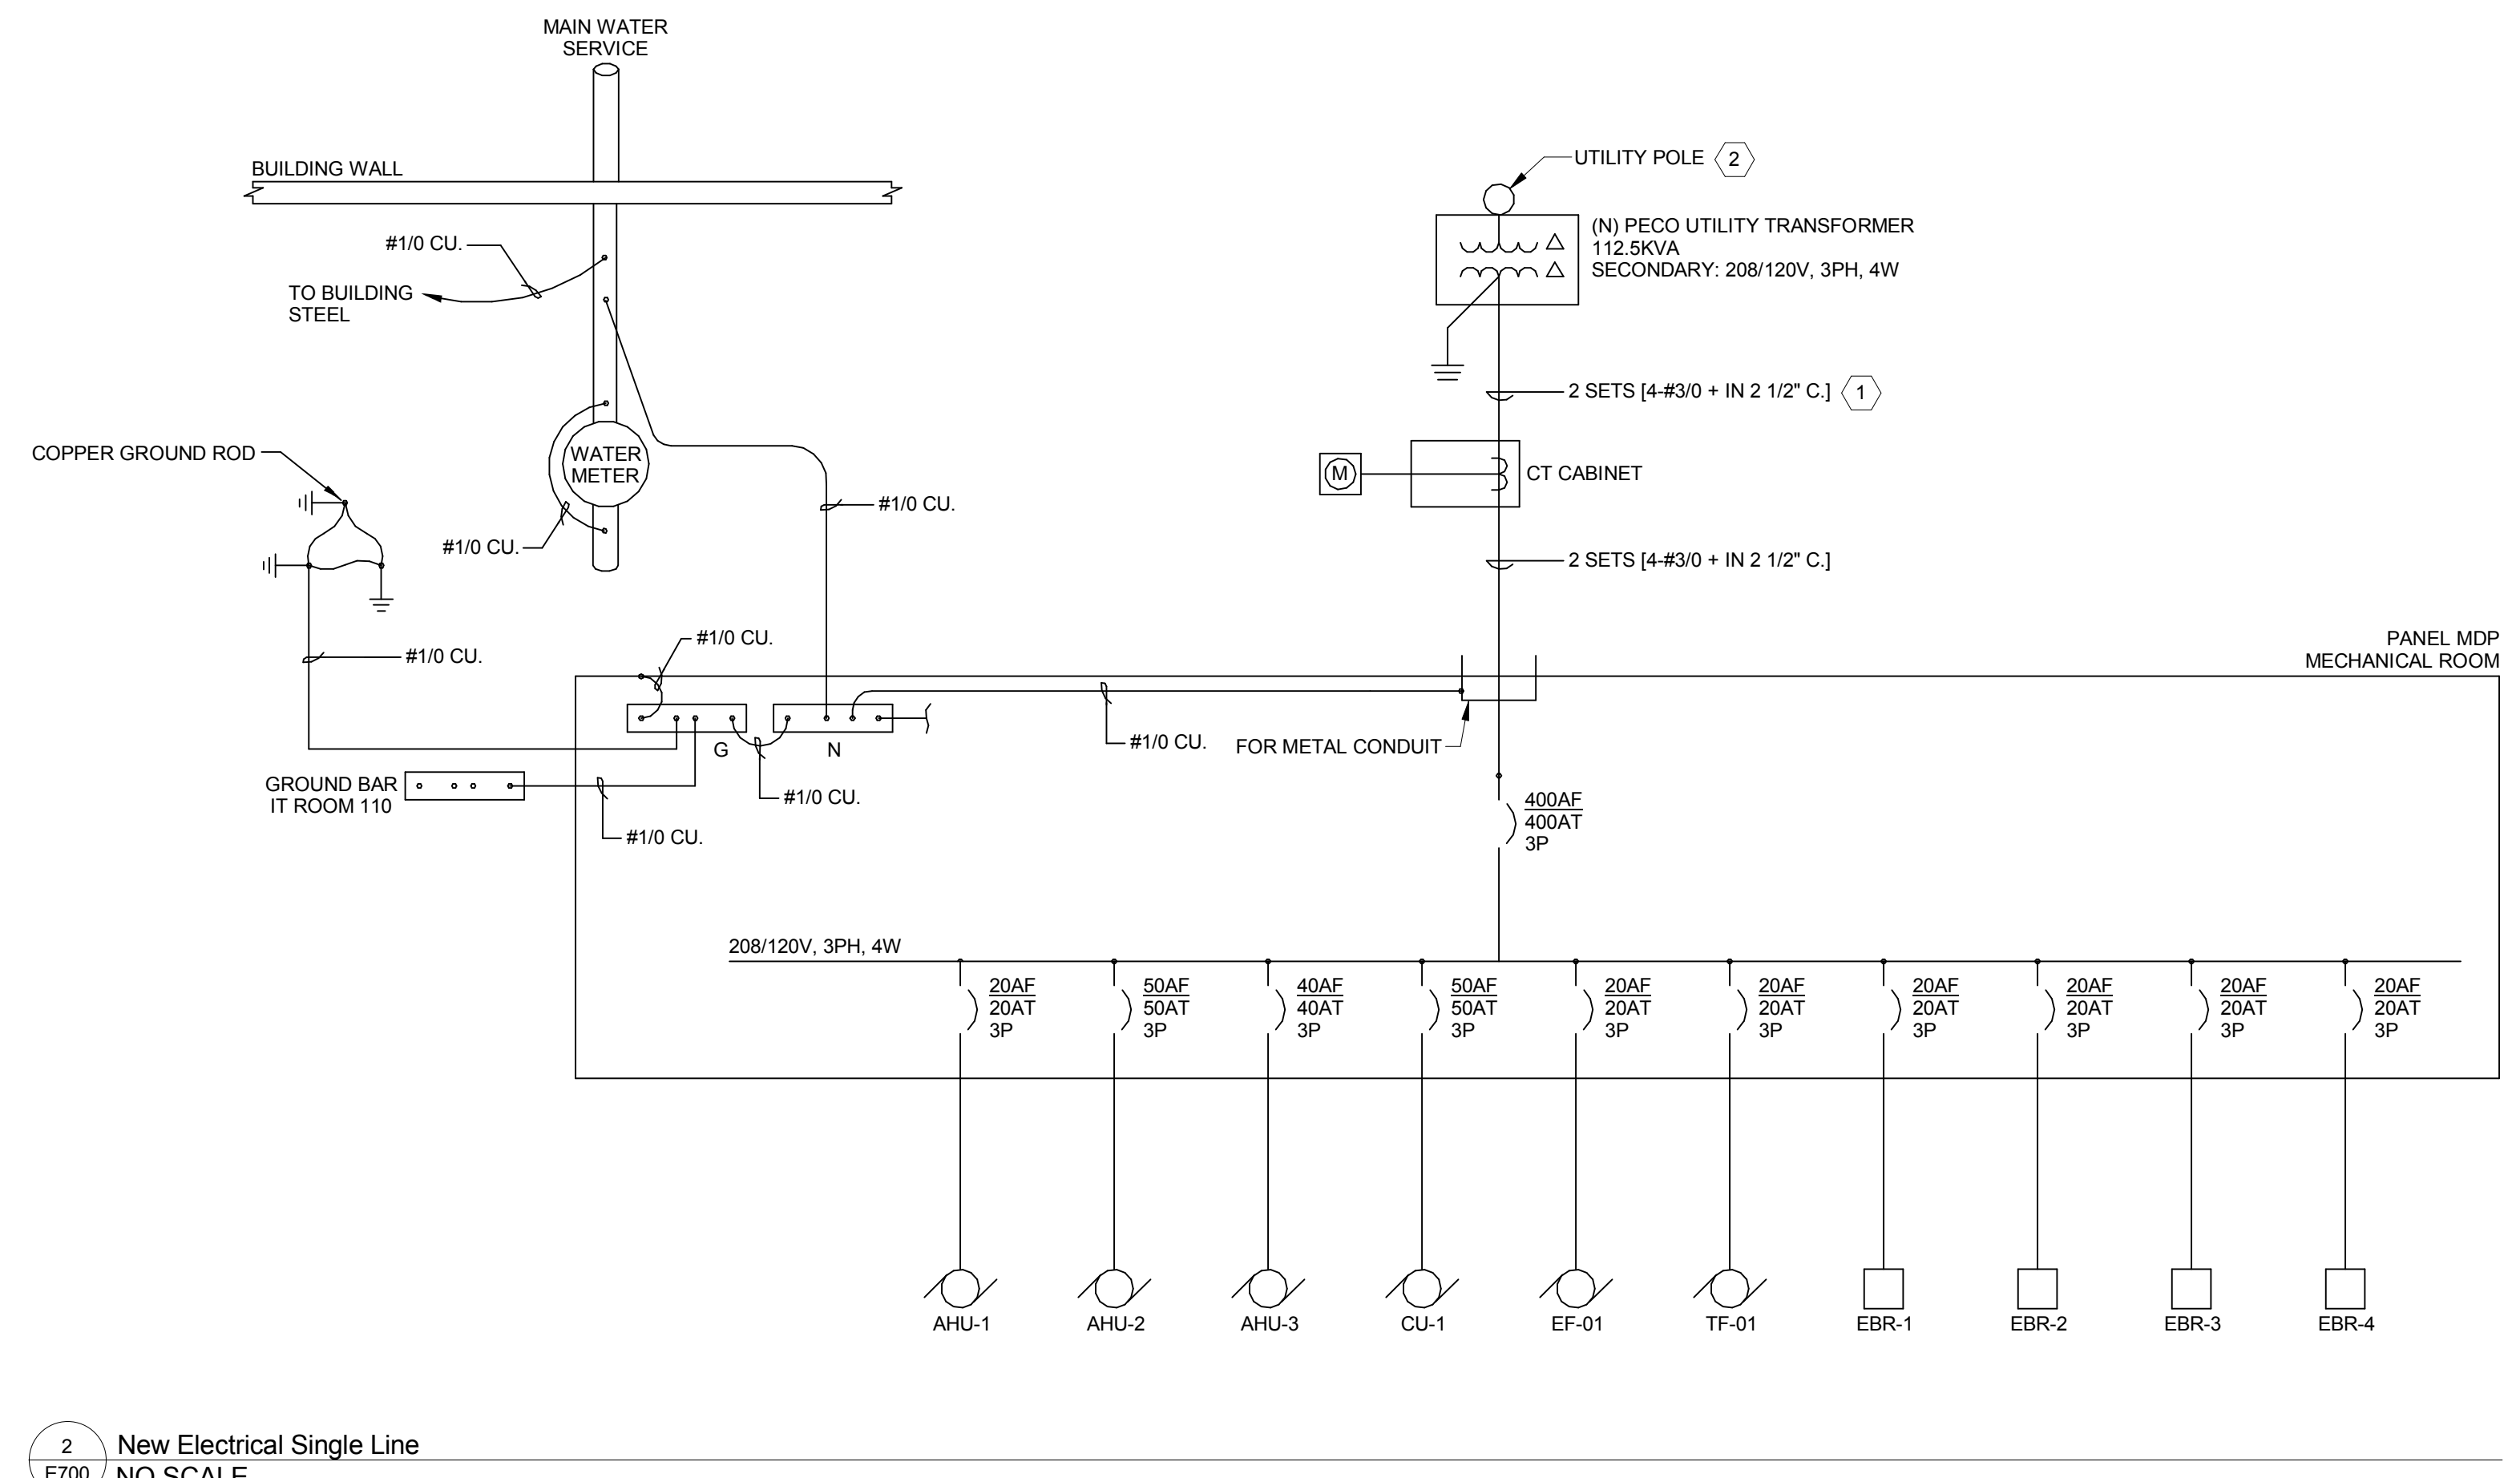 MAIN WATER
SERVICE
BUILDING WALL
UTILITY POLE 2
(N) PECO UTILITY TRANSFORMER
112.5KVA
SECONDARY: 208/120V, 3PH, 4W
#1/0 CU.
TO BUILDING
STEEL
2 SETS [4-#3/0 + IN 2 1/2" C.] 1
COPPER GROUND ROD
WATER
METER
M
CT CABINET
#1/0 CU.
#1/0 CU.
2 SETS [4-#3/0 + IN 2 1/2" C.]
#1/0 CU.
#1/0 CU.
PANEL MDP
MECHANICAL ROOM
G
N
#1/0 CU.
FOR METAL CONDUIT
GROUND BAR
IT ROOM 110
#1/0 CU.
#1/0 CU.
400AF
400AT
3P
208/120V, 3PH, 4W
20AF
20AT
3P
50AF
50AT
3P
40AF
40AT
3P
50AF
50AT
3P
20AF
20AT
3P
20AF
20AT
3P
20AF
20AT
3P
20AF
20AT
3P
20AF
20AT
3P
20AF
20AT
3P
AHU-1
AHU-2
AHU-3
CU-1
EF-01
TF-01
EBR-1
EBR-2
EBR-3
EBR-4
2
New Electrical Single Line
E700
NO SCALE